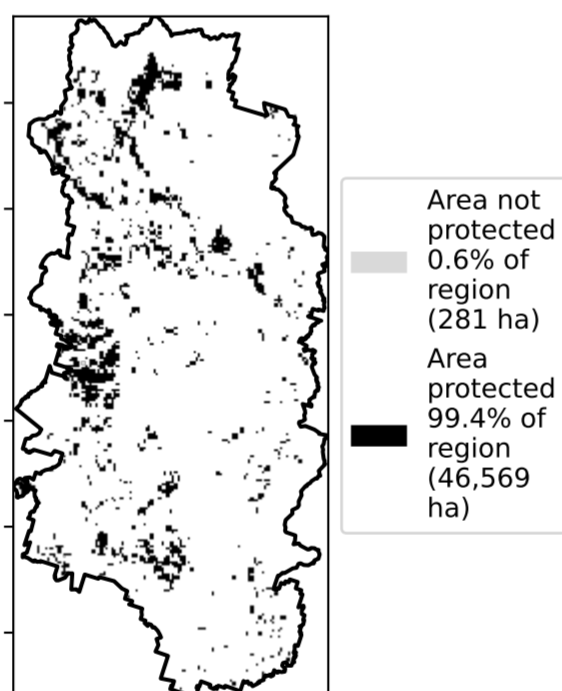 Area not
protected
0.6% of
region
(281 ha)
Area
protected
99.4% of
region
(46,569
ha)